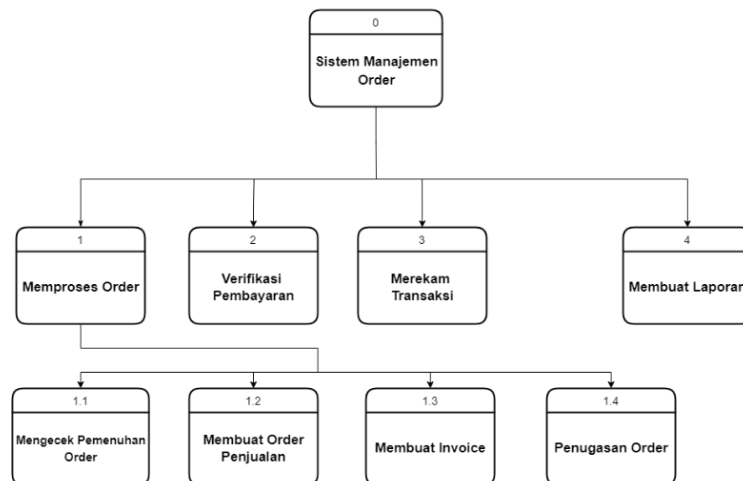 0
Sistem Manajemen
Order
1
Memproses Order
2
Verifikasi
Pembayaran
3
Merekam
Transaksi
4
Membuat Laporan
1.1
Mengecek Pemenuhan
Order
1.2
Membuat Order
Penjualan
1.3
Membuat Invoice
1.4
Penugasan Order